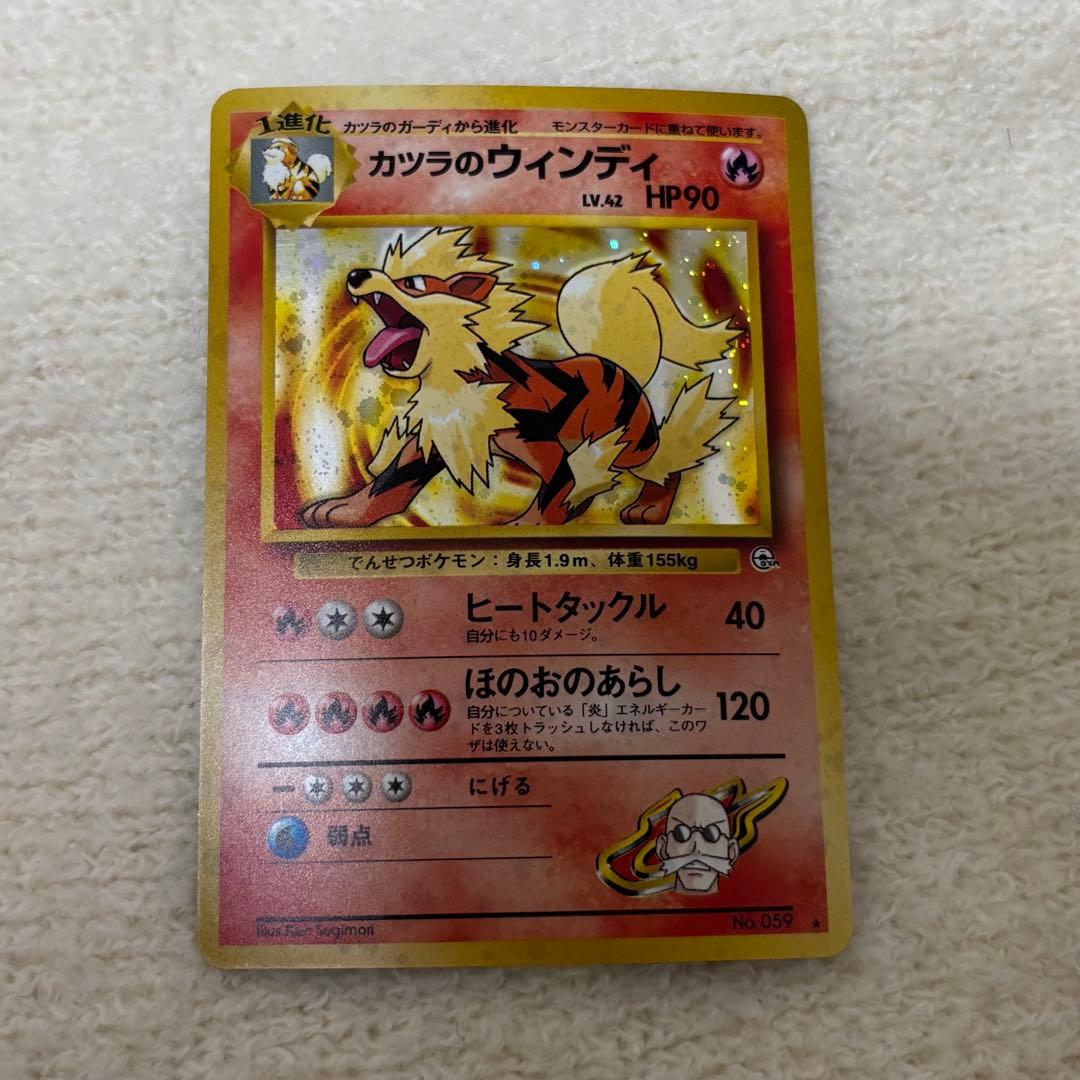 1進化 カツラのガーディから進化 モンスターカードに重ねて使います。
カツラのウィンディ
LV.42 HP90
でんせつポケモン：身長1.9m、体重155kg
GYM
ヒートタックル 40
自分にも10ダメージ。
ほのおのあらし 120
自分についている「炎」エネルギーカー
ドを3枚トラッシュしなければ、このワ
ザは使えない。
にげる
弱点
Illus. Ken Sugimori No. 059 ★